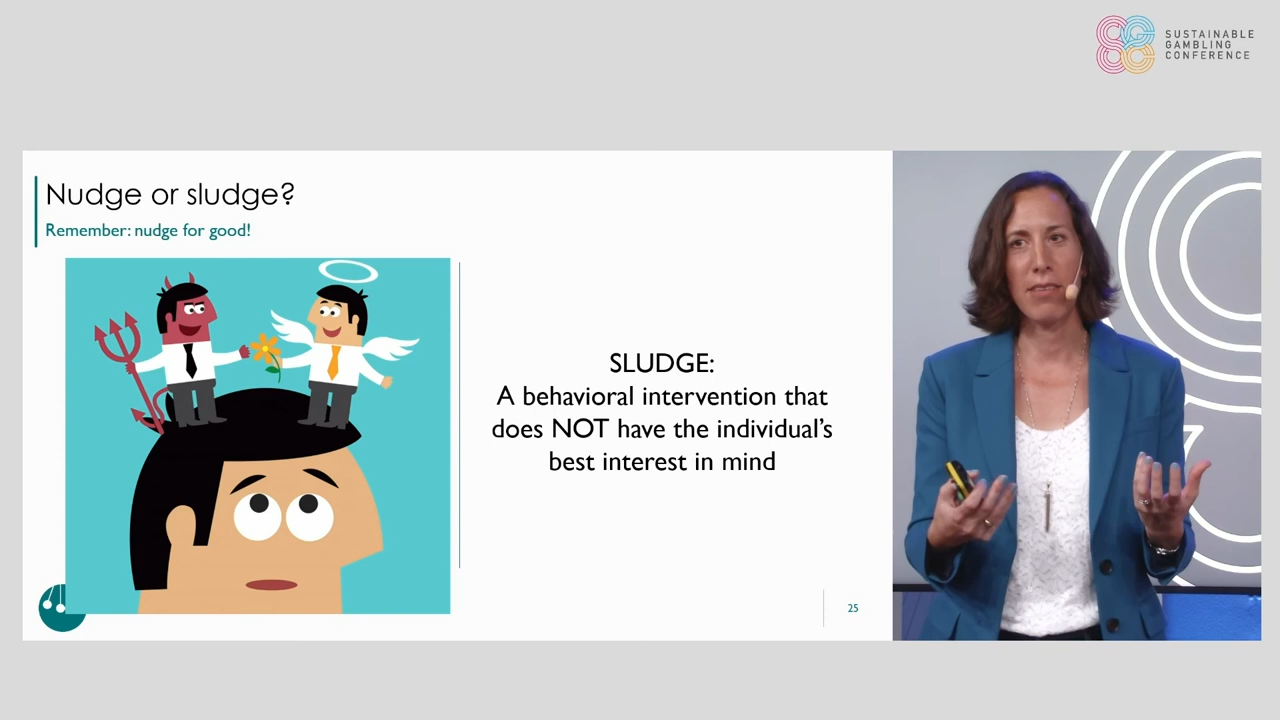 SUSTAINABLE
GAMBLING
CONFERENCE
Nudge or sludge?
Remember: nudge for good!
SLUDGE:
A behavioral intervention that
does NOT have the individual's
best interest in mind
25